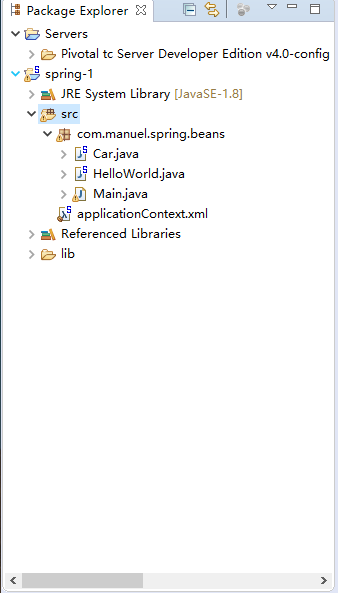 Package Explorer
Servers
Pivotal tc Server Developer Edition v4.0-config
spring-1
JRE System Library [JavaSE-1.8]
src
com.manuel.spring.beans
Car.java
HelloWorld.java
Main.java
applicationContext.xml
Referenced Libraries
lib